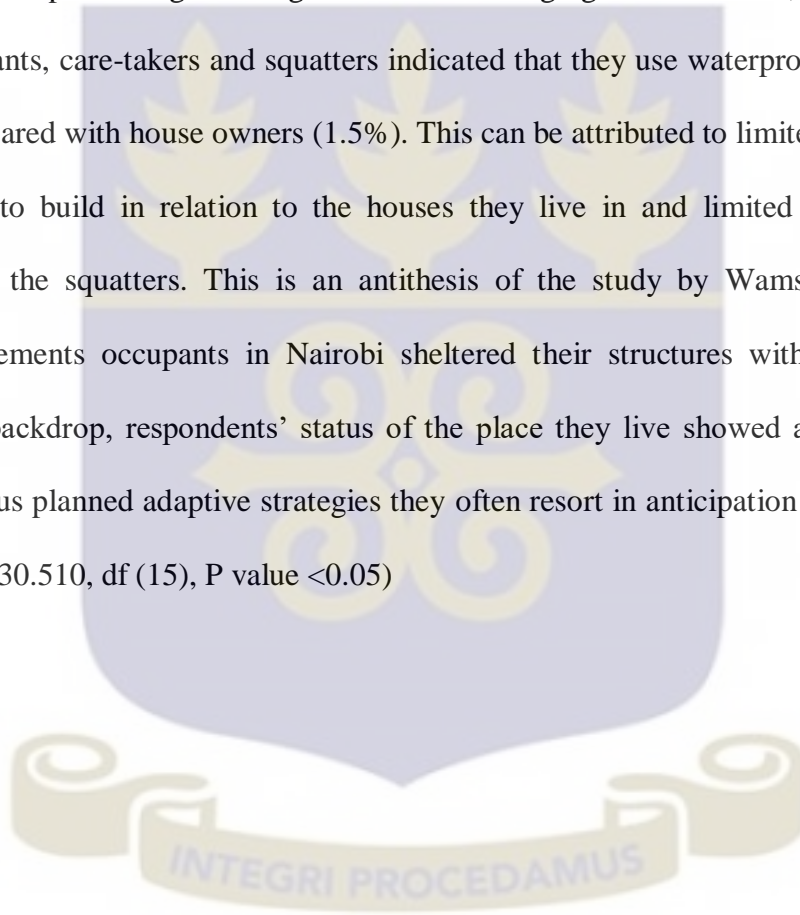 ants, care-takers and squatters indicated that they use waterpro
ared with house owners (1.5%). This can be attributed to limite
to build in relation to the houses they live in and limited
the squatters. This is an antithesis of the study by Wams
ements occupants in Nairobi sheltered their structures with
backdrop, respondents’ status of the place they live showed a
us planned adaptive strategies they often resort in anticipation
30.510, df (15), P value <0.05)
INTEGRI PROCEDAMUS